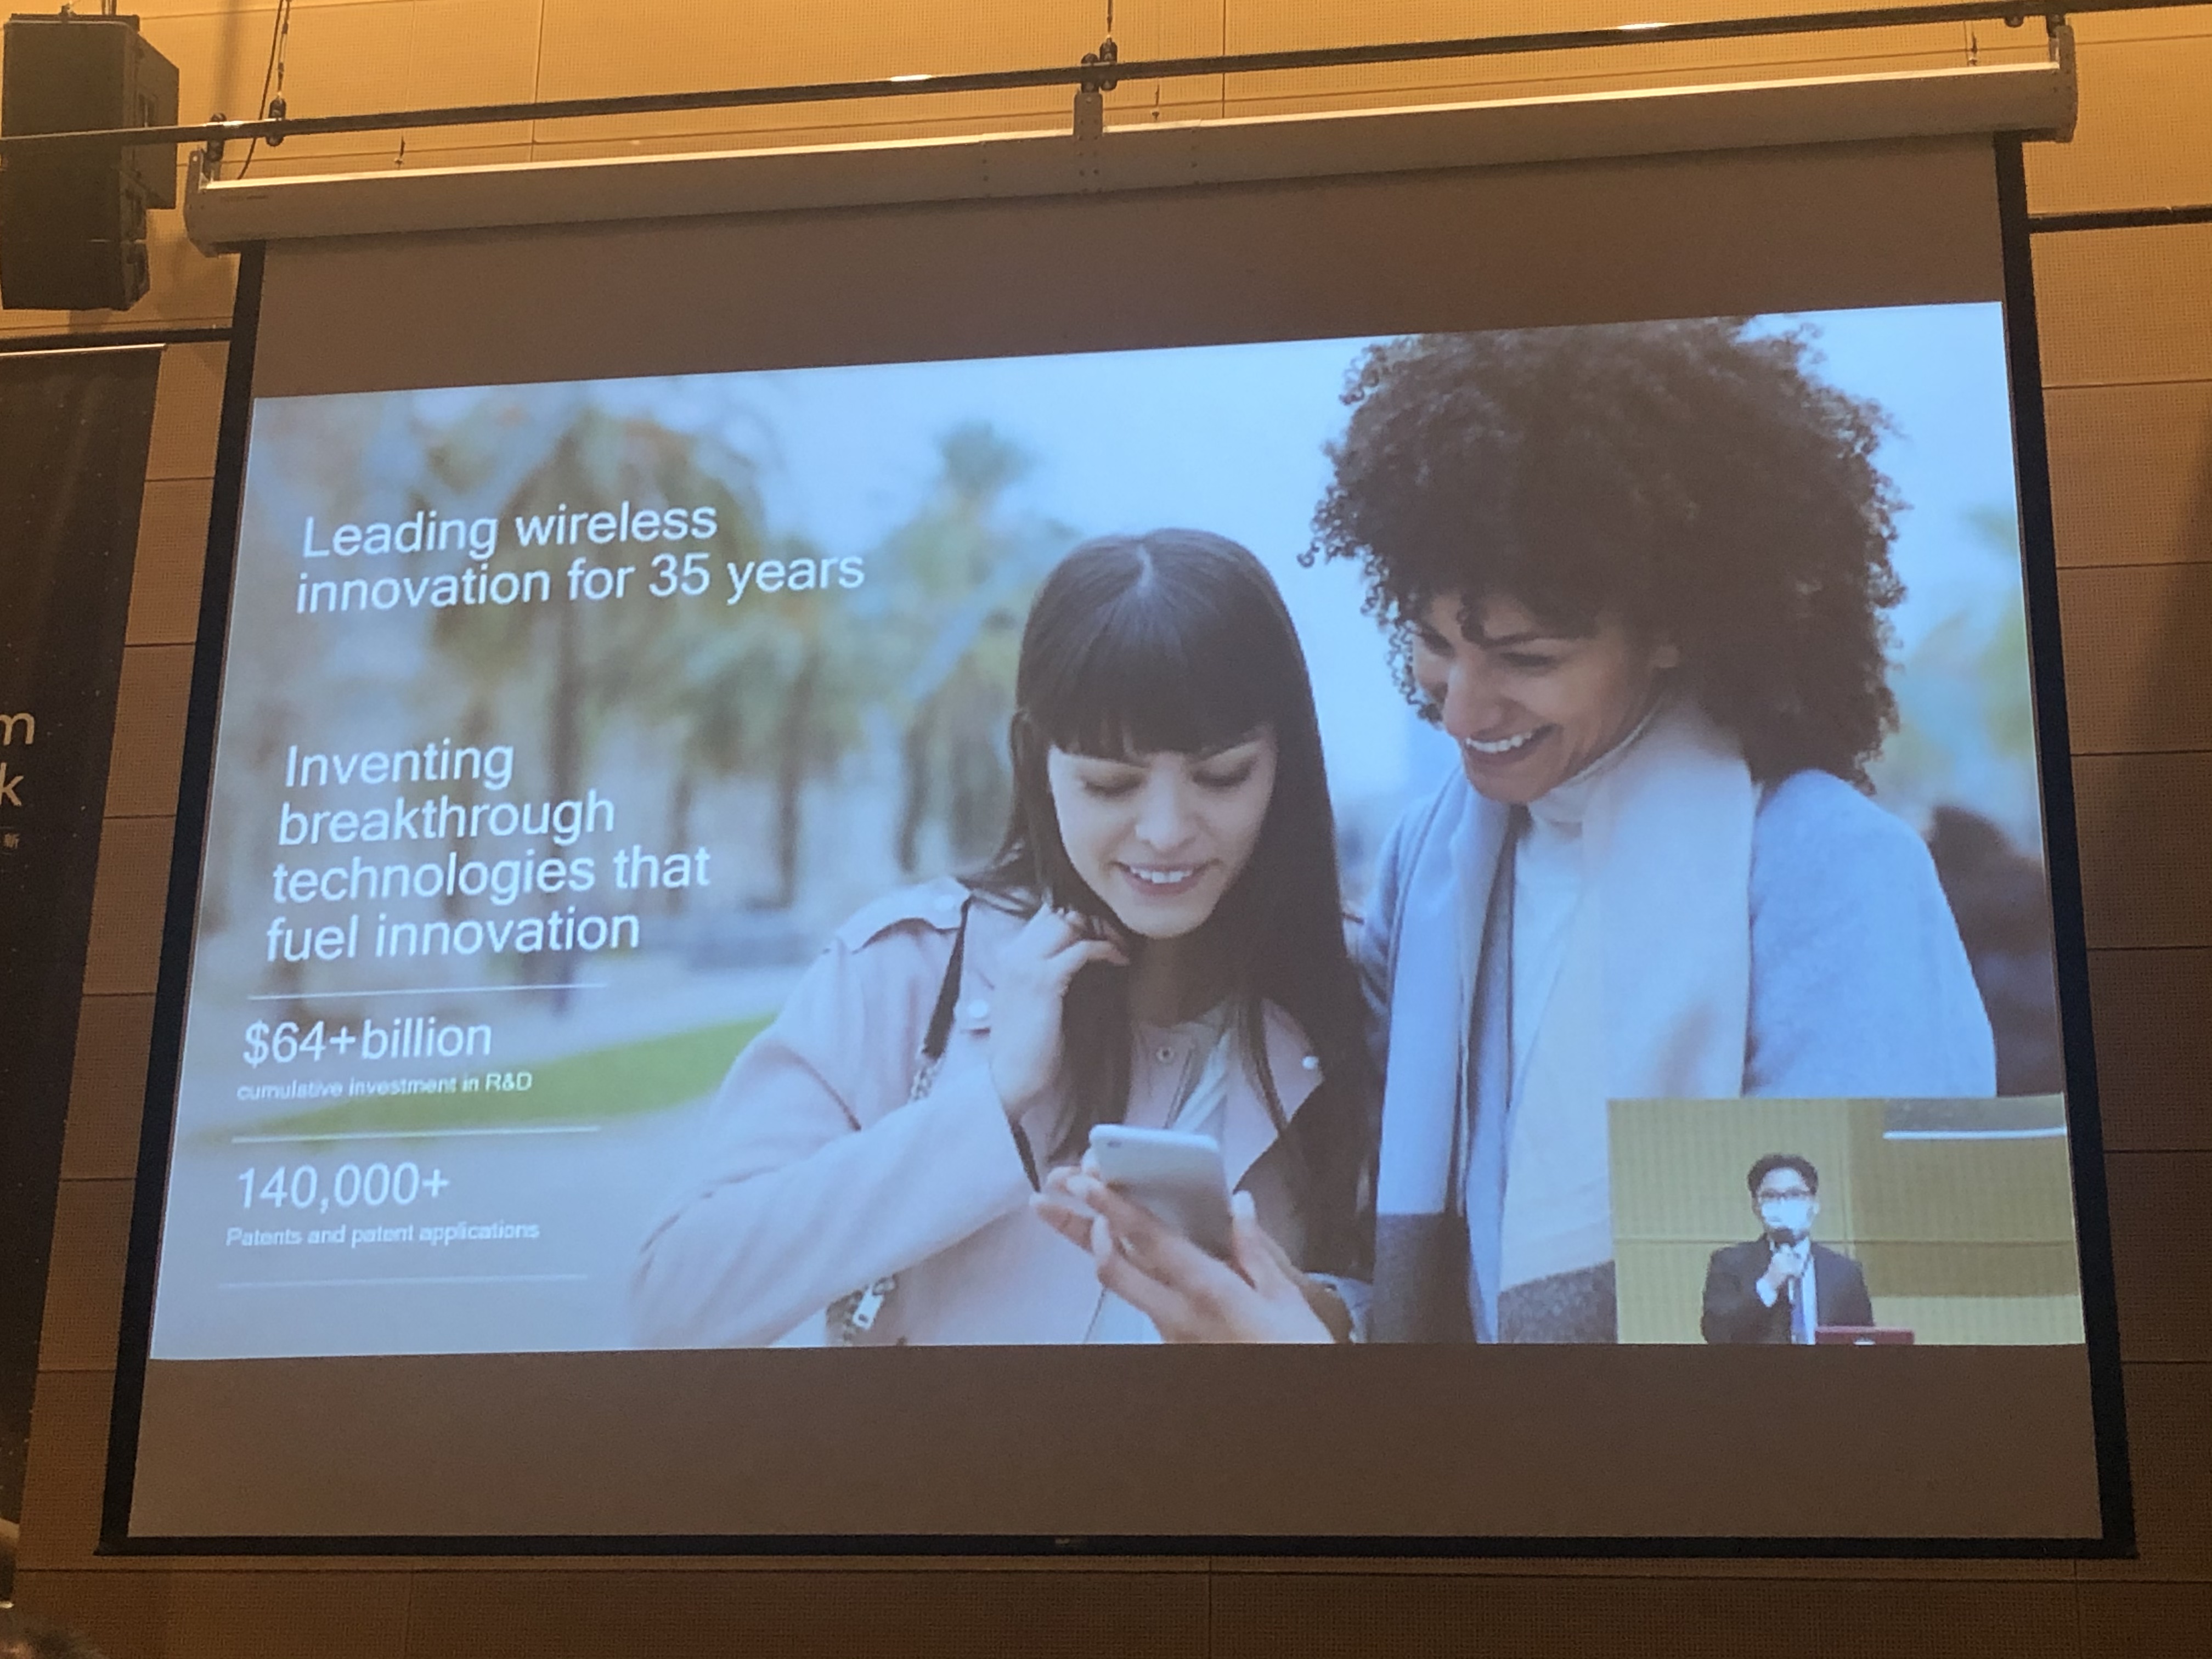 Leading wireless
innovation for 35 years
Inventing
breakthrough
technologies that
fuel innovation
$64+billion
cumulative investment in R&D
140,000+
Patents and patent applications
m
k
新